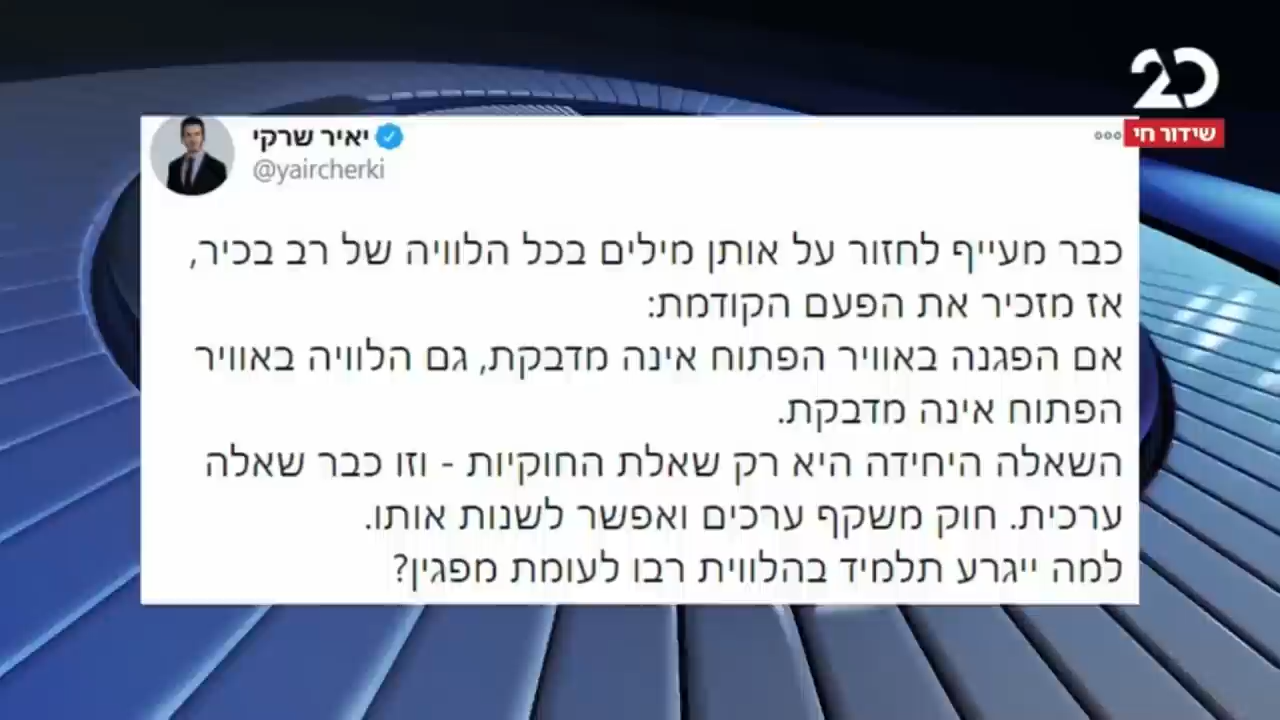 20
שידור חי
יאיר שרקי
@yaircherki
כבר מעייף לחזור על אותן מילים בכל הלוויה של רב בכיר,
אז מזכיר את הפעם הקודמת:
אם הפגנה באוויר הפתוח אינה מדבקת, גם הלוויה באוויר
הפתוח אינה מדבקת.
השאלה היחידה היא רק שאלת החוקיות - וזו כבר שאלה
ערכית. חוק משקף ערכים ואפשר לשנות אותו.
למה ייגרע תלמיד בהלווית רבו לעומת מפגין?